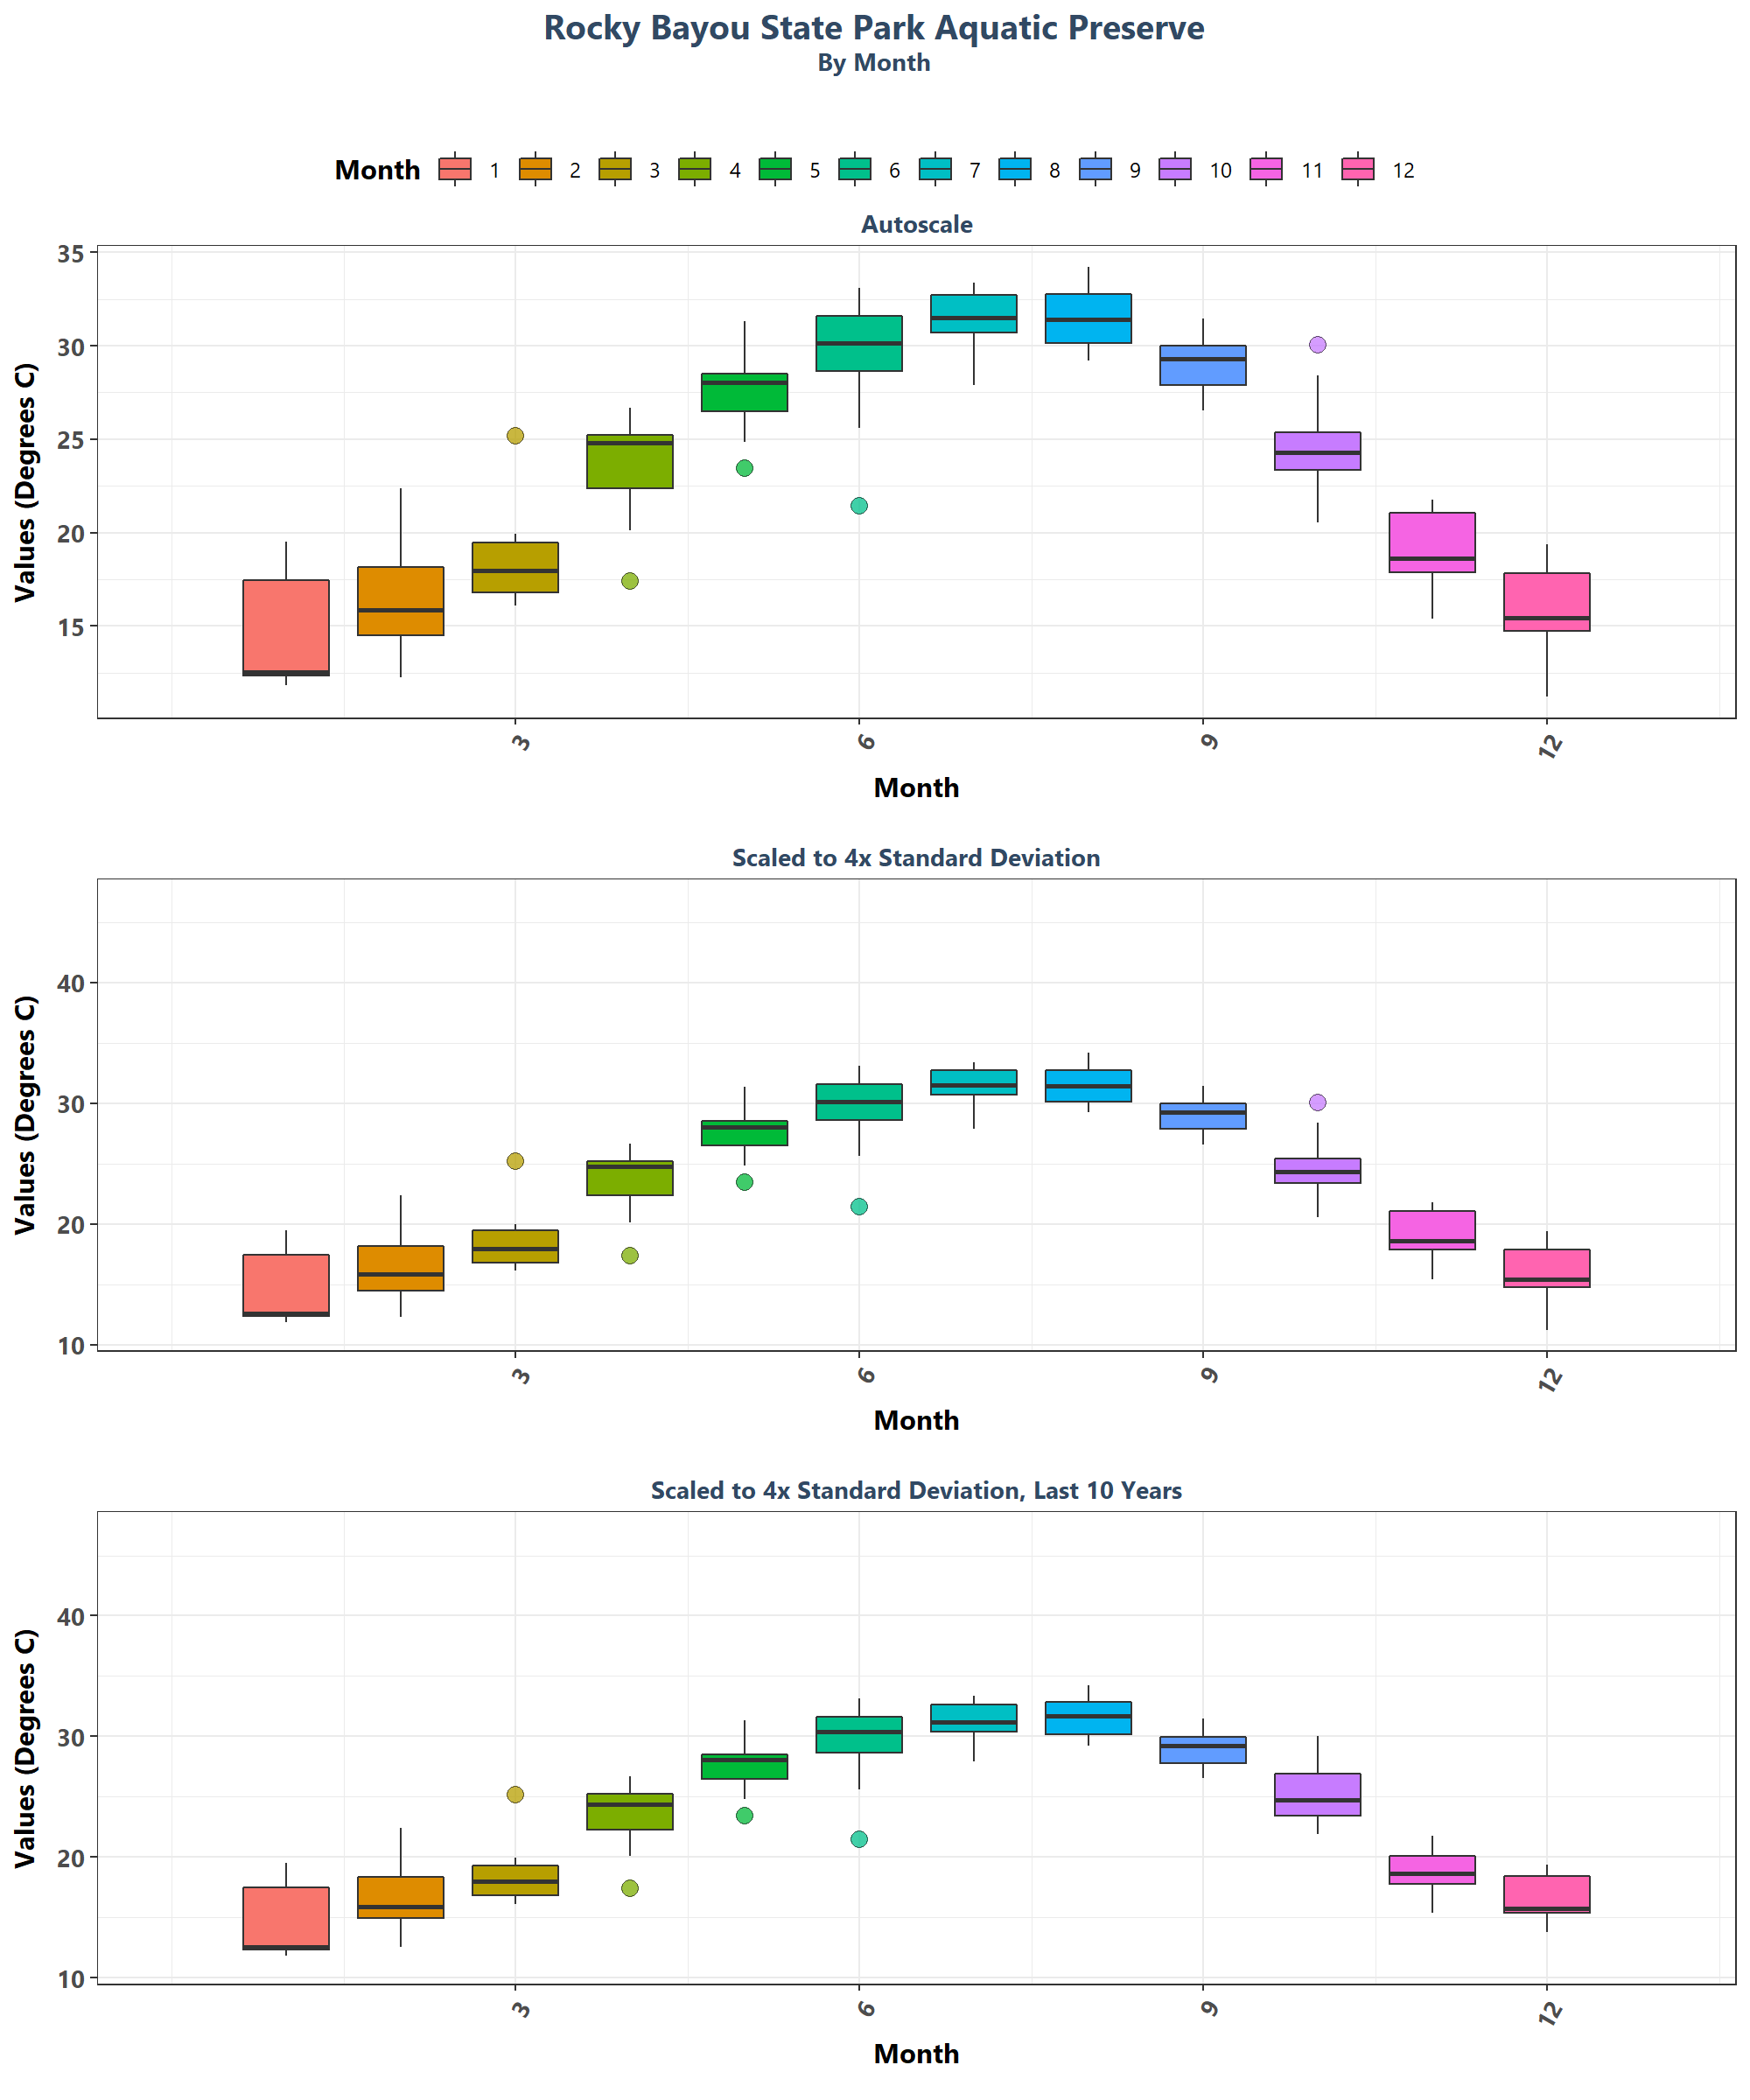 Rocky Bayou State Park Aquatic Preserve
By Month
Month 1 2 3 4 5 6 7 8 9 10 11 12
Autoscale
Values (Degrees C)
35
30
25
20
15
3 6 9 12
Month
Scaled to 4x Standard Deviation
Values (Degrees C)
40
30
20
10
3 6 9 12
Month
Scaled to 4x Standard Deviation, Last 10 Years
Values (Degrees C)
40
30
20
10
3 6 9 12
Month